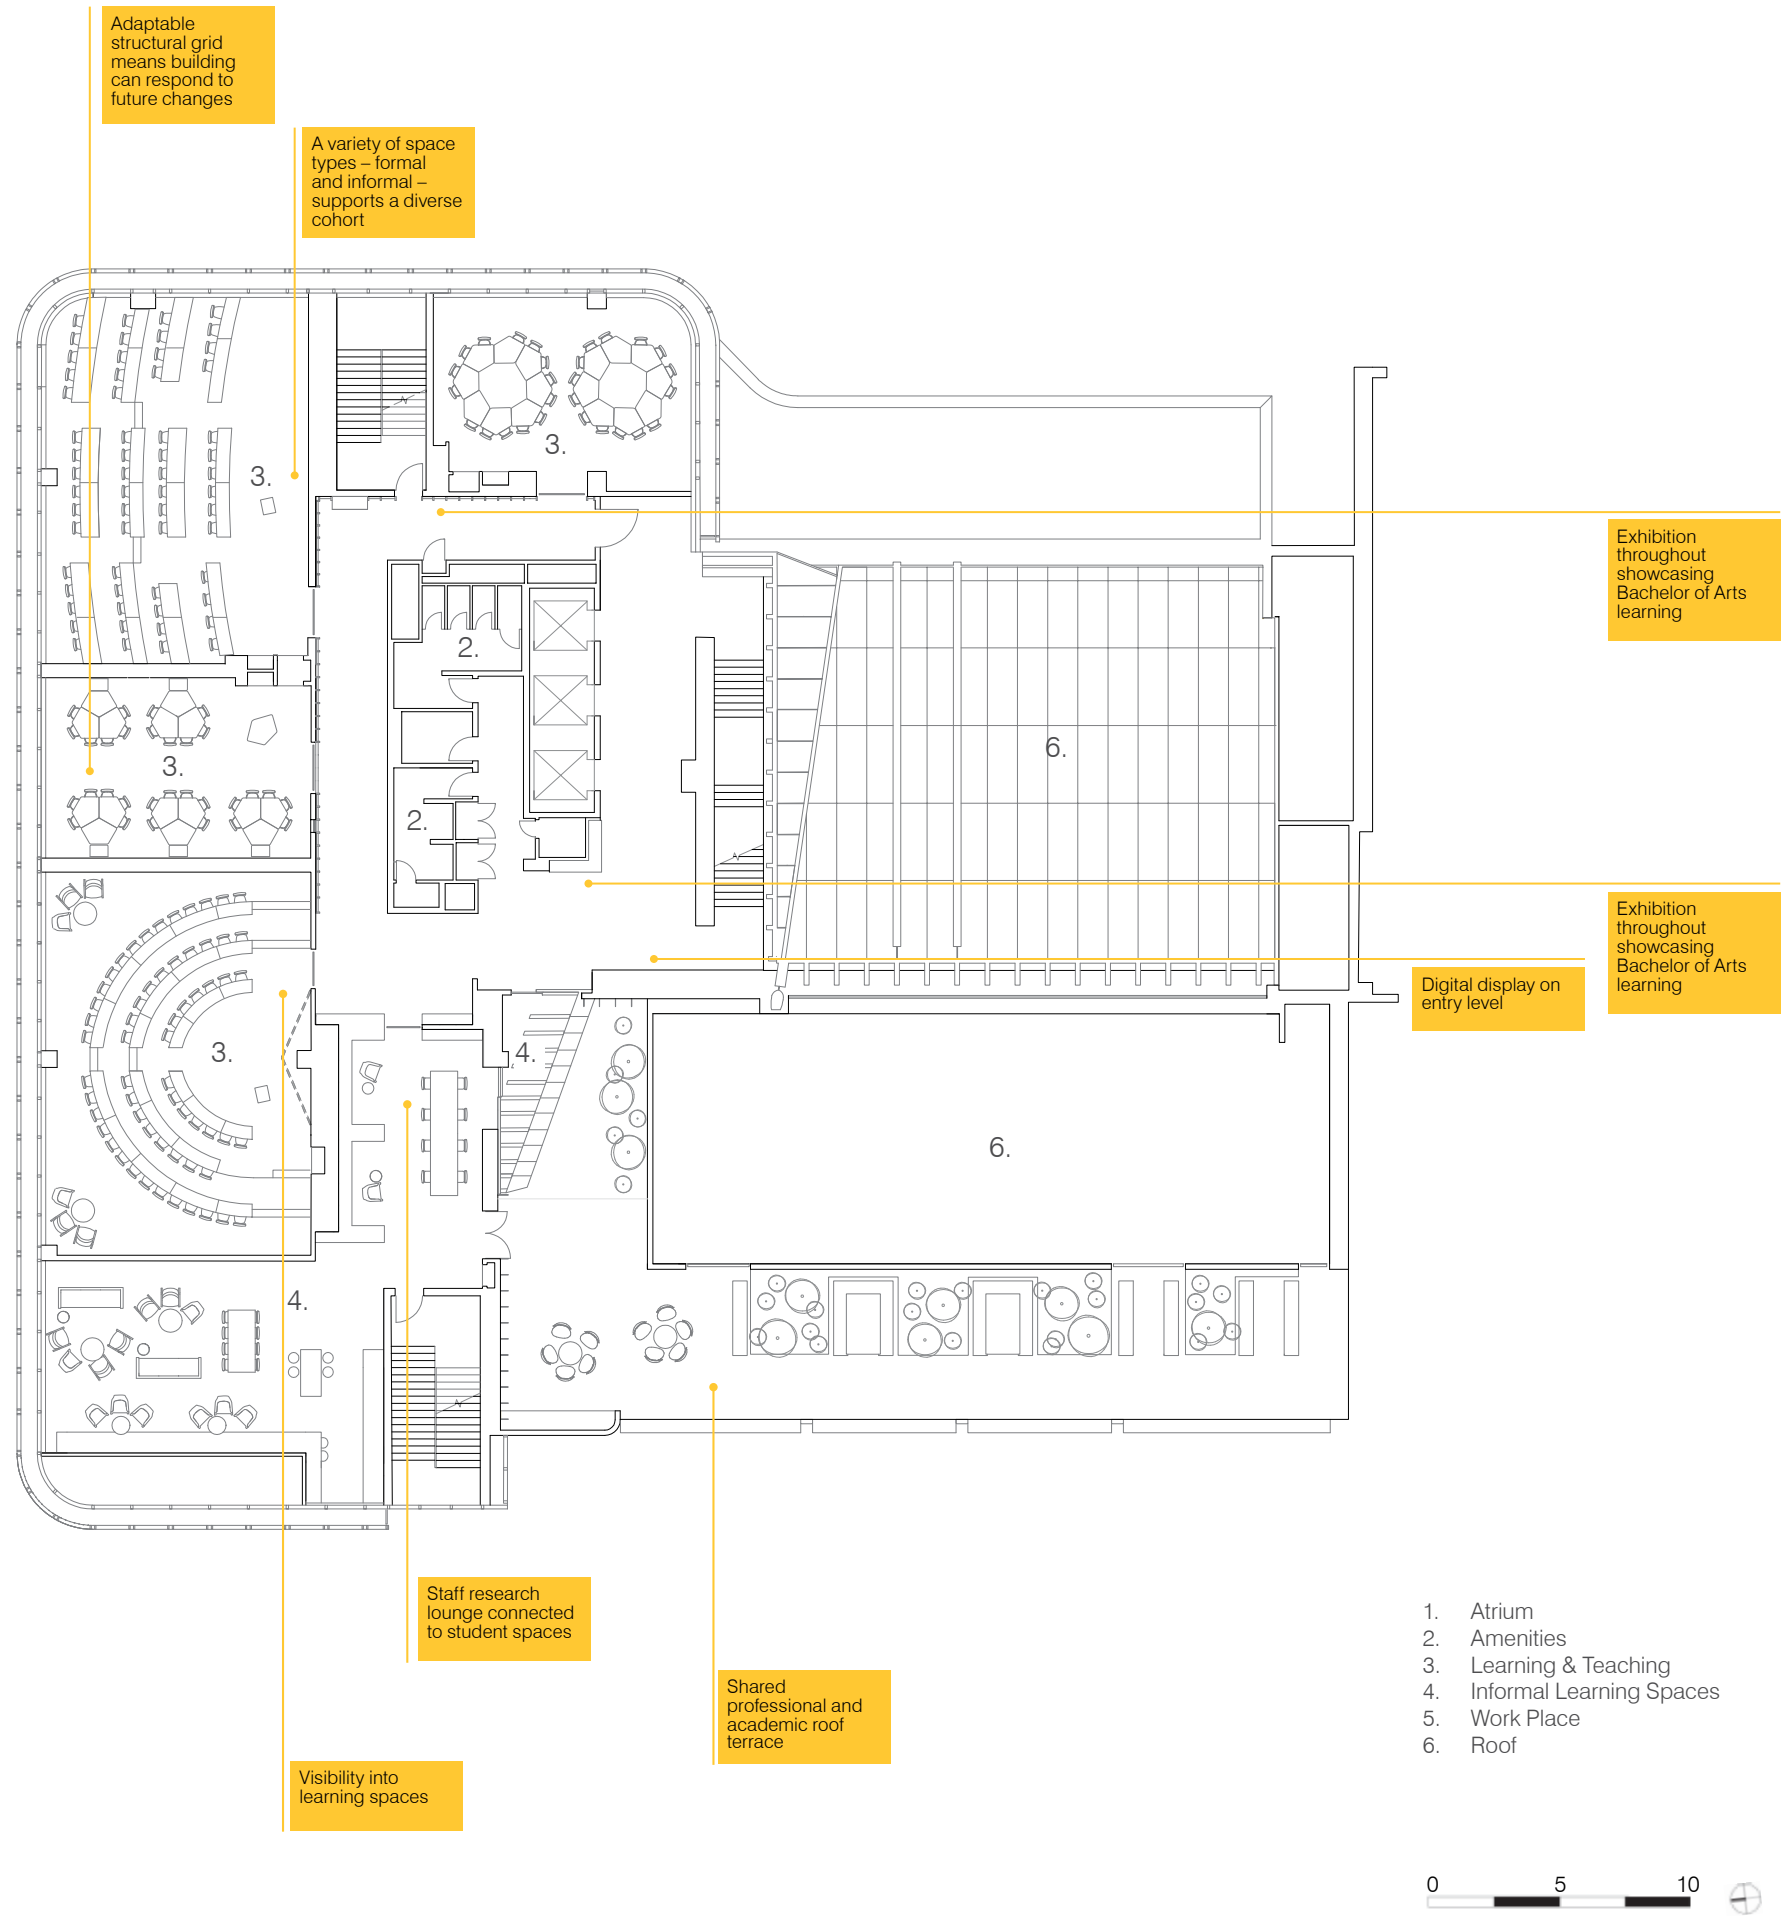 Adaptable
structural grid
means building
can respond to
future changes
A variety of space
types – formal
and informal –
supports a diverse
cohort
3.
3.
Exhibition
throughout
showcasing
Bachelor of Arts
learning
2.
6.
3.
2.
Exhibition
throughout
showcasing
Bachelor of Arts
learning
Digital display on
entry level
3.
4.
6.
4.
Staff research
lounge connected
to student spaces
Shared
professional and
academic roof
terrace
Visibility into
learning spaces
1. Atrium
2. Amenities
3. Learning & Teaching
4. Informal Learning Spaces
5. Work Place
6. Roof
0 5 10